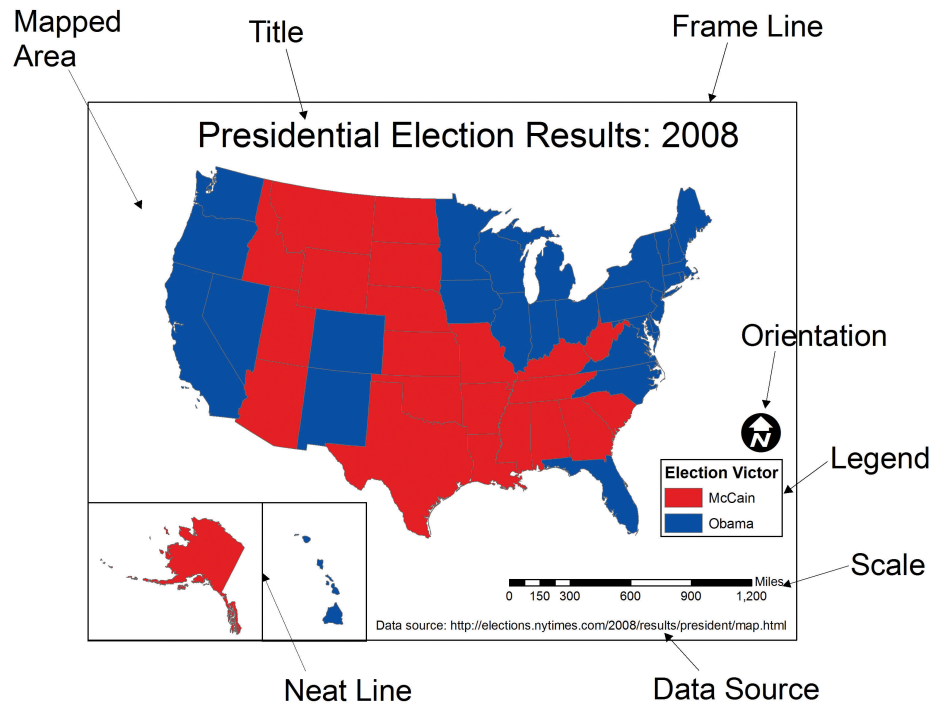 Mapped
Area
Title
Frame Line
Presidential Election Results: 2008
Orientation
N
Legend
Election Victor
McCain
Obama
Scale
Miles
0 150 300 600 900 1,200
Data source: http://elections.nytimes.com/2008/results/president/map.html
Neat Line
Data Source